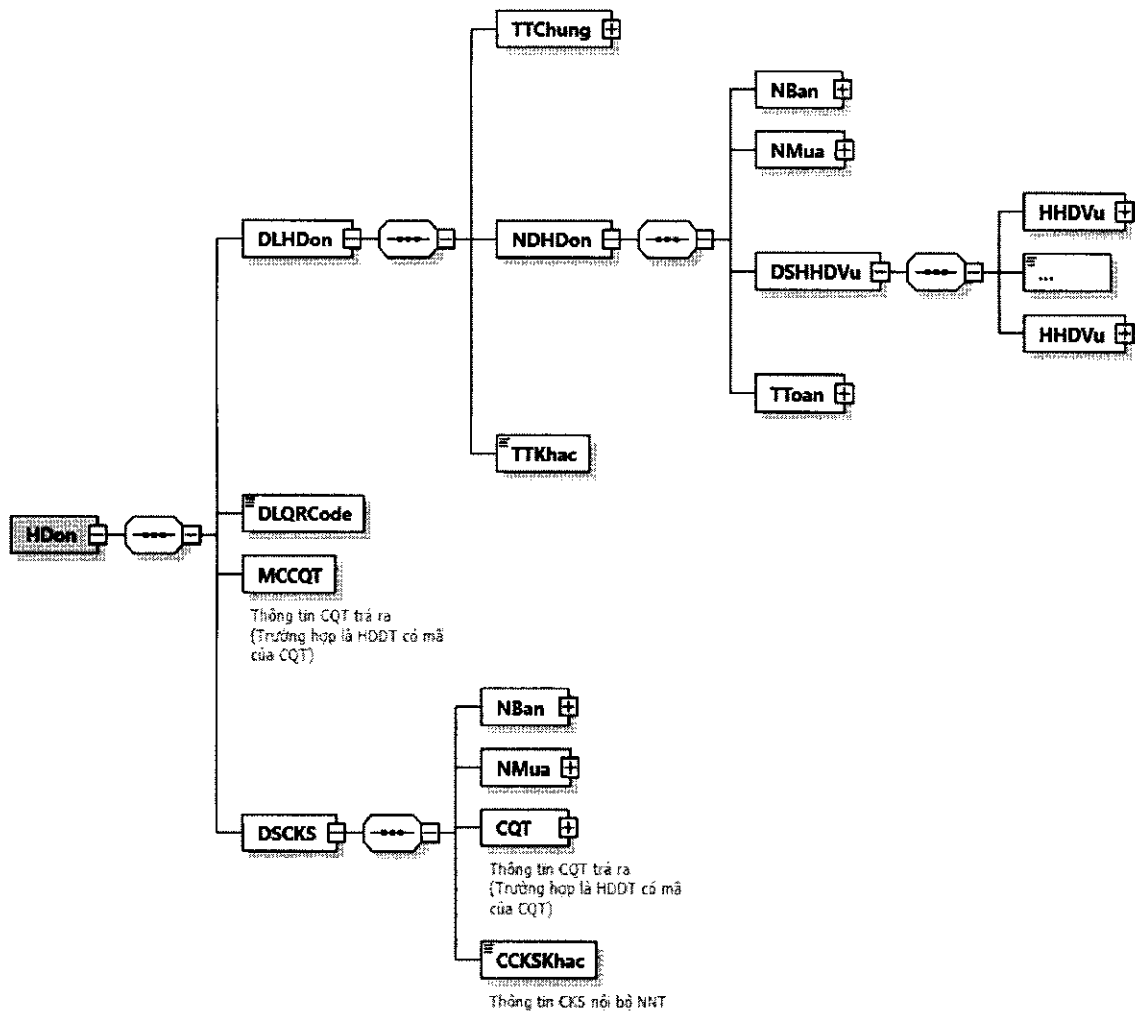 TTChung
NBan
NMua
HHDVu
DLHDon
NDHDon
DSHHDVu
...
HHDVu
TToan
TTKhac
DLQRCode
HDon
MCCQT
Thông tin CQT trả ra
(Trường hợp là HDDT có mã
của CQT)
NBan
NMua
DSCKS
CQT
Thông tin CQT trả ra
(Trường hợp là HDDT có mã
của CQT)
CCKSKhac
Thông tin CKS nội bộ NNT